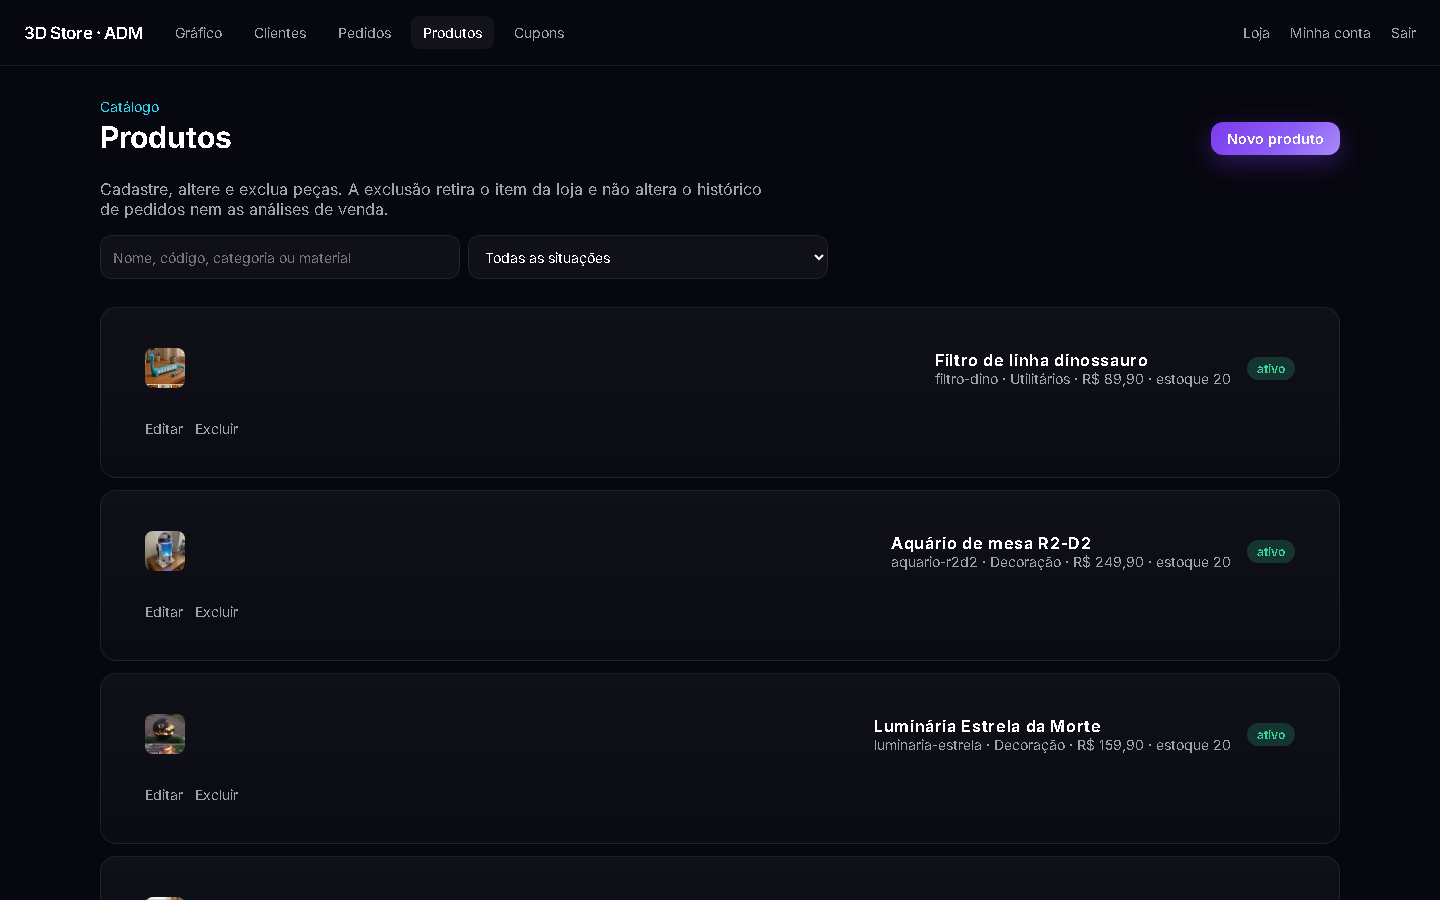 3D Store · ADM Gráfico Clientes Pedidos Produtos Cupons Loja Minha conta Sair
Catálogo
Produtos
Novo produto
Cadastre, altere e exclua peças. A exclusão retira o item da loja e não altera o histórico
de pedidos nem as análises de venda.
Nome, código, categoria ou material Todas as situações
Filtro de linha dinossauro
filtro-dino · Utilitários · R$ 89,90 · estoque 20
ativo
Editar Excluir
Aquário de mesa R2-D2
aquario-r2d2 · Decoração · R$ 249,90 · estoque 20
ativo
Editar Excluir
Luminária Estrela da Morte
luminaria-estrela · Decoração · R$ 159,90 · estoque 20
ativo
Editar Excluir